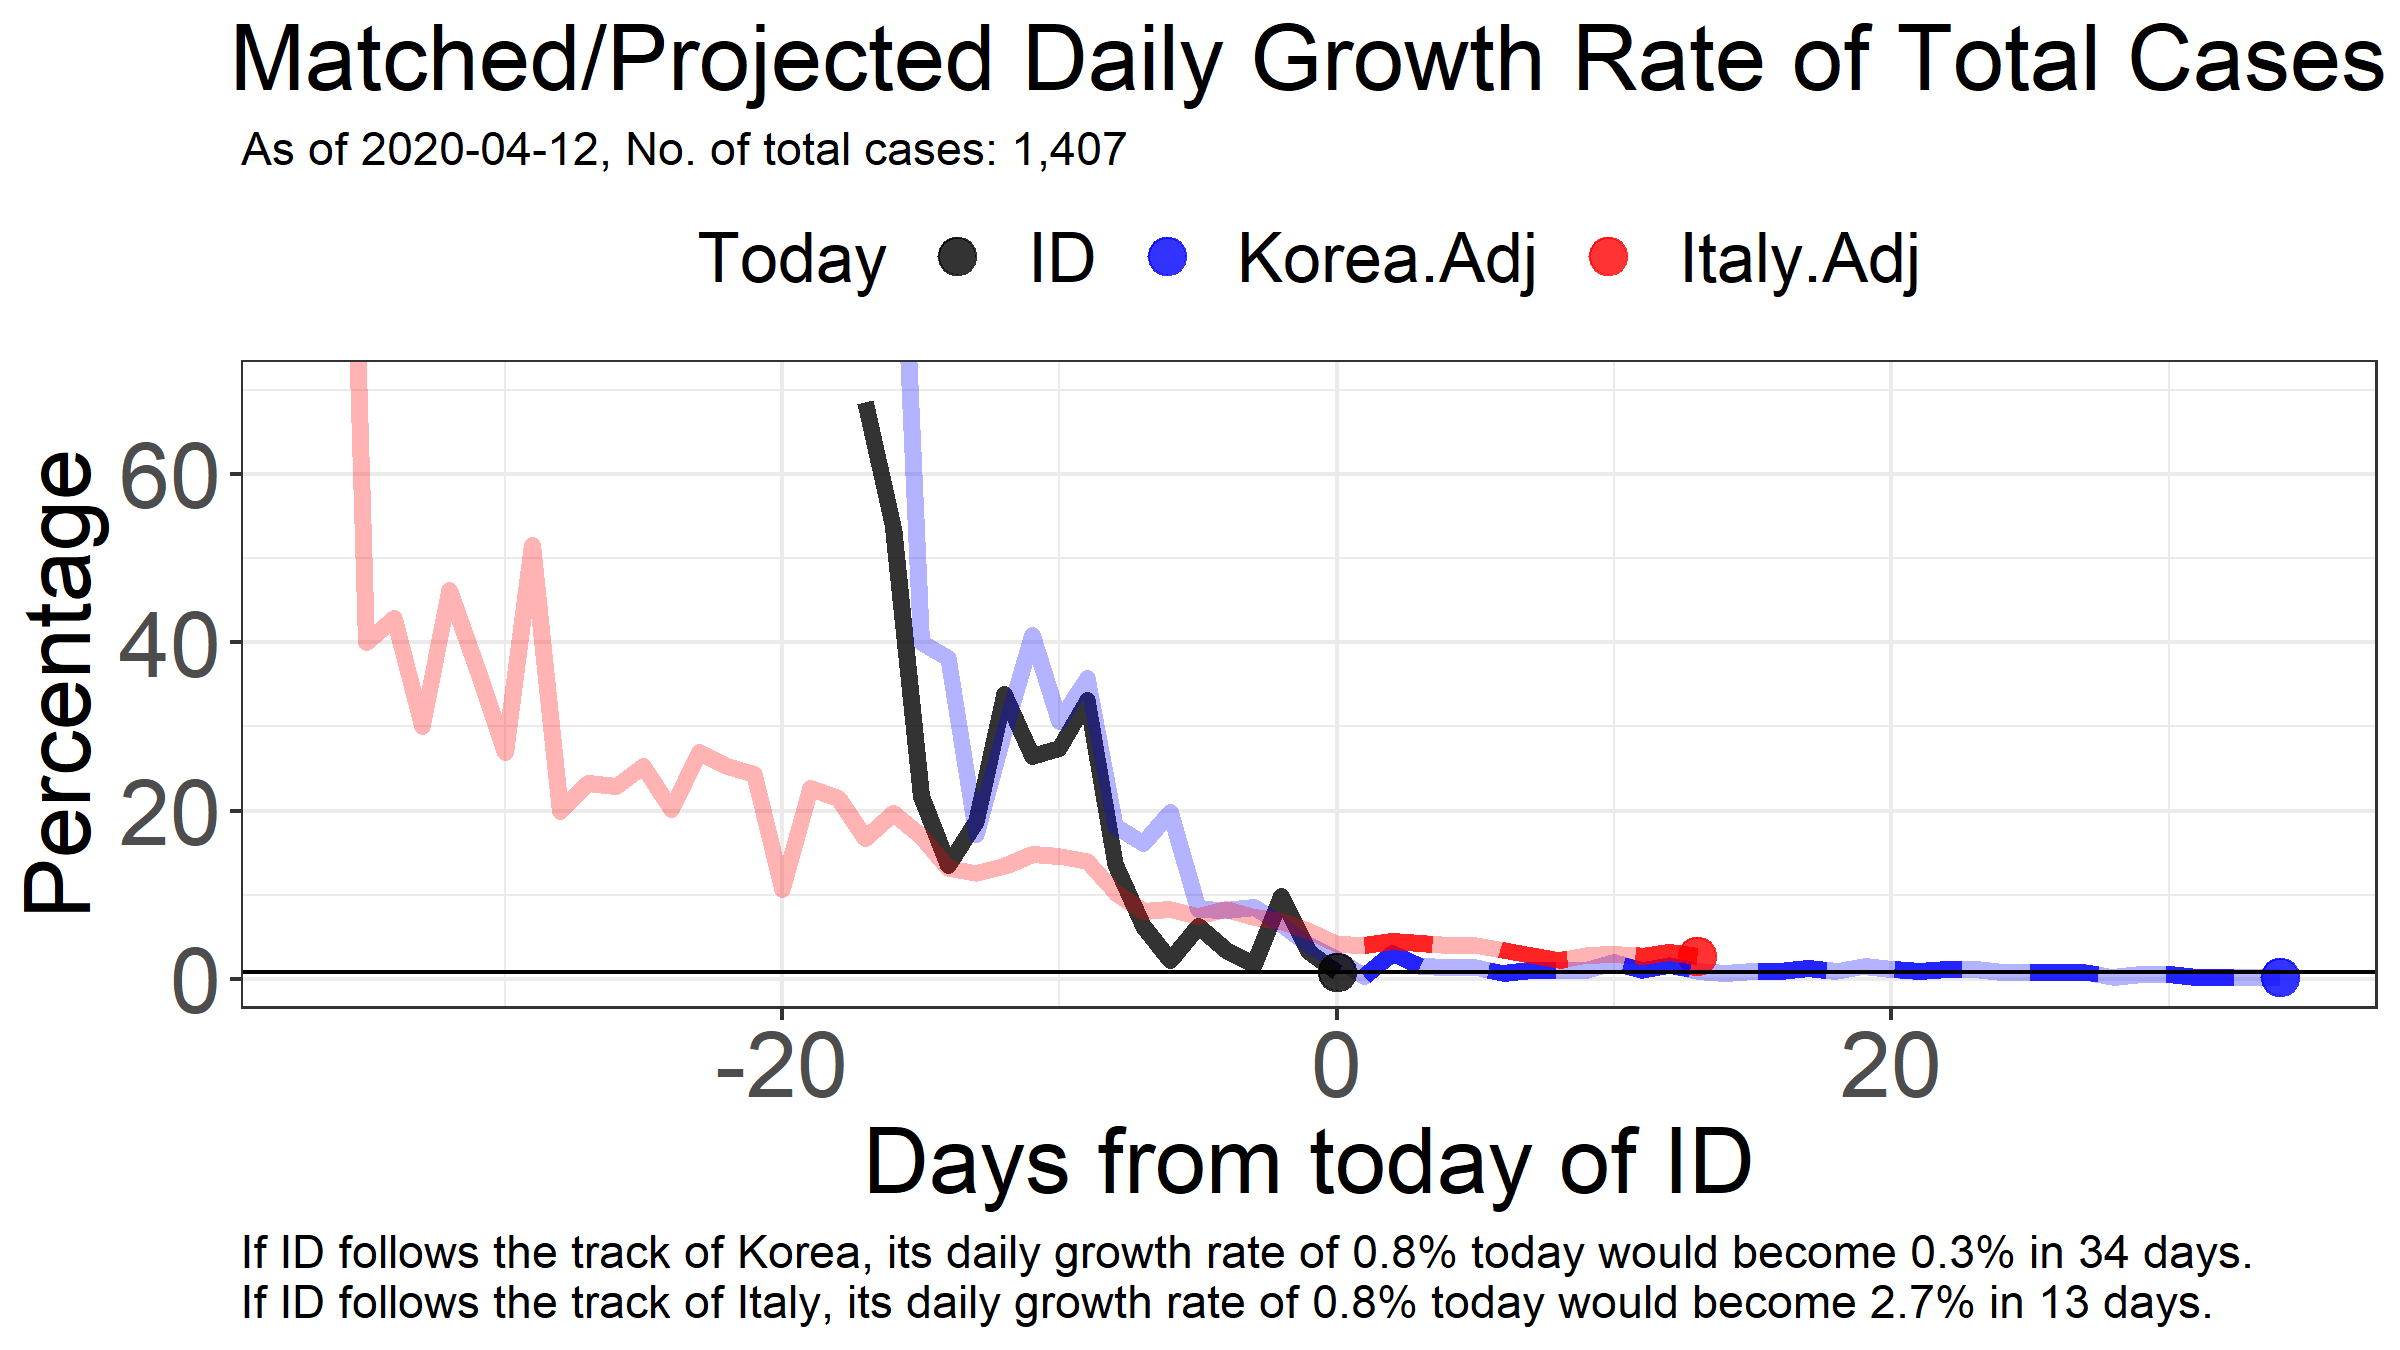 Matched/Projected Daily Growth Rate of Total Cases
As of 2020-04-12, No. of total cases: 1,407
Today ID Korea.Adj Italy.Adj
Percentage
60
40
20
0
-20 0 20
Days from today of ID
If ID follows the track of Korea, its daily growth rate of 0.8% today would become 0.3% in 34 days.
If ID follows the track of Italy, its daily growth rate of 0.8% today would become 2.7% in 13 days.